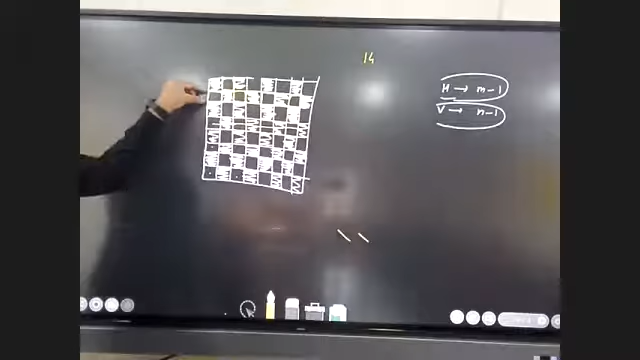 14
H → m-1
V → n-1